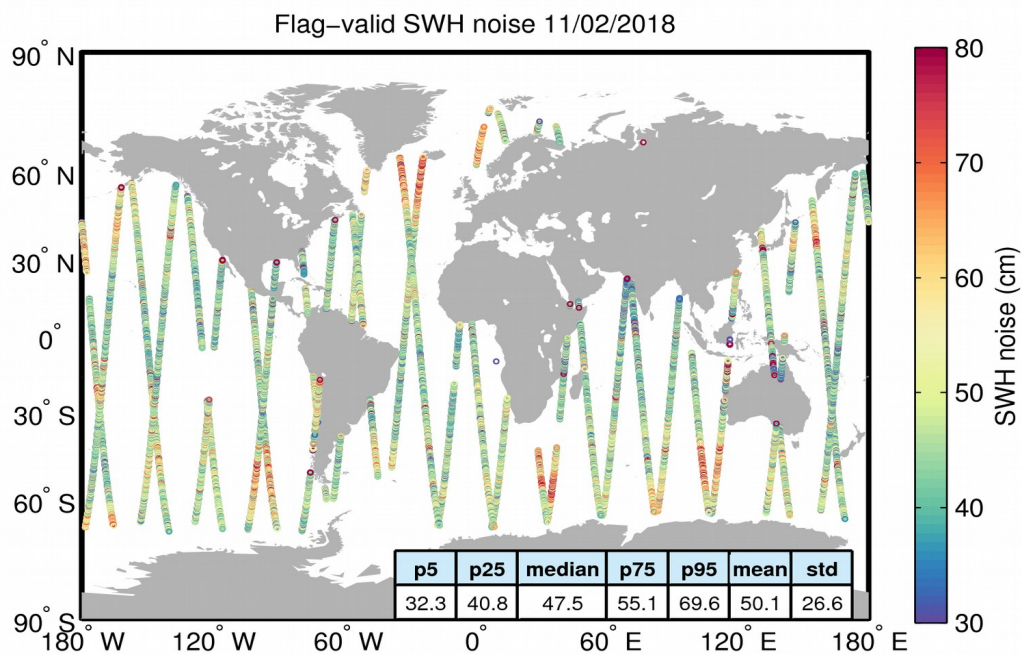 Flag−valid SWH noise 11/02/2018
90° N
60° N
30° N
0°
30° S
60° S
90° S
180° W
120° W
60° W
0°
60° E
120° E
180° E
80
70
60
50
40
30
SWH noise (cm)
p5 p25 median p75 p95 mean std
32.3 40.8 47.5 55.1 69.6 50.1 26.6